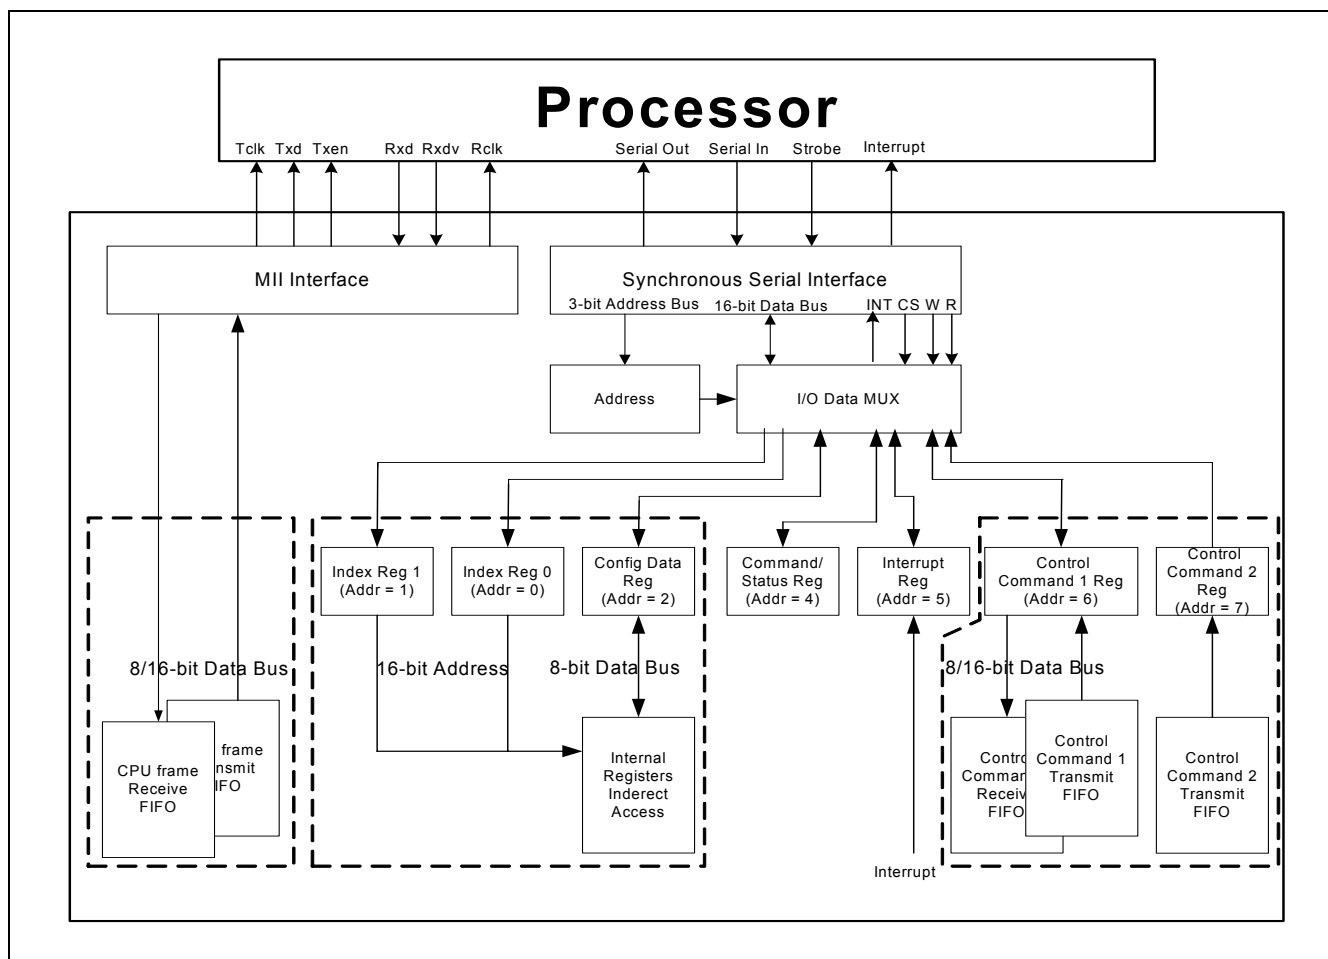 Processor
Tclk Txd Txen Rxd Rxdv Rclk Serial Out Serial In Strobe Interrupt
MII Interface
Synchronous Serial Interface
3-bit Address Bus 16-bit Data Bus INT CS W R
Address
I/O Data MUX
Index Reg 1
(Addr = 1)
Index Reg 0
(Addr = 0)
Config Data
Reg
(Addr = 2)
Command/
Status Reg
(Addr = 4)
Interrupt
Reg
(Addr = 5)
Control
Command 1 Reg
(Addr = 6)
Control
Command 2
Reg
(Addr = 7)
8/16-bit Data Bus
16-bit Address
8-bit Data Bus
8/16-bit Data Bus
CPU frame
Receive
FIFO
frame
Internal
Registers
Inderect
Access
Control
Command 1
Transmit
FIFO
FIFO
Control
Command 2
Transmit
FIFO
Interrupt